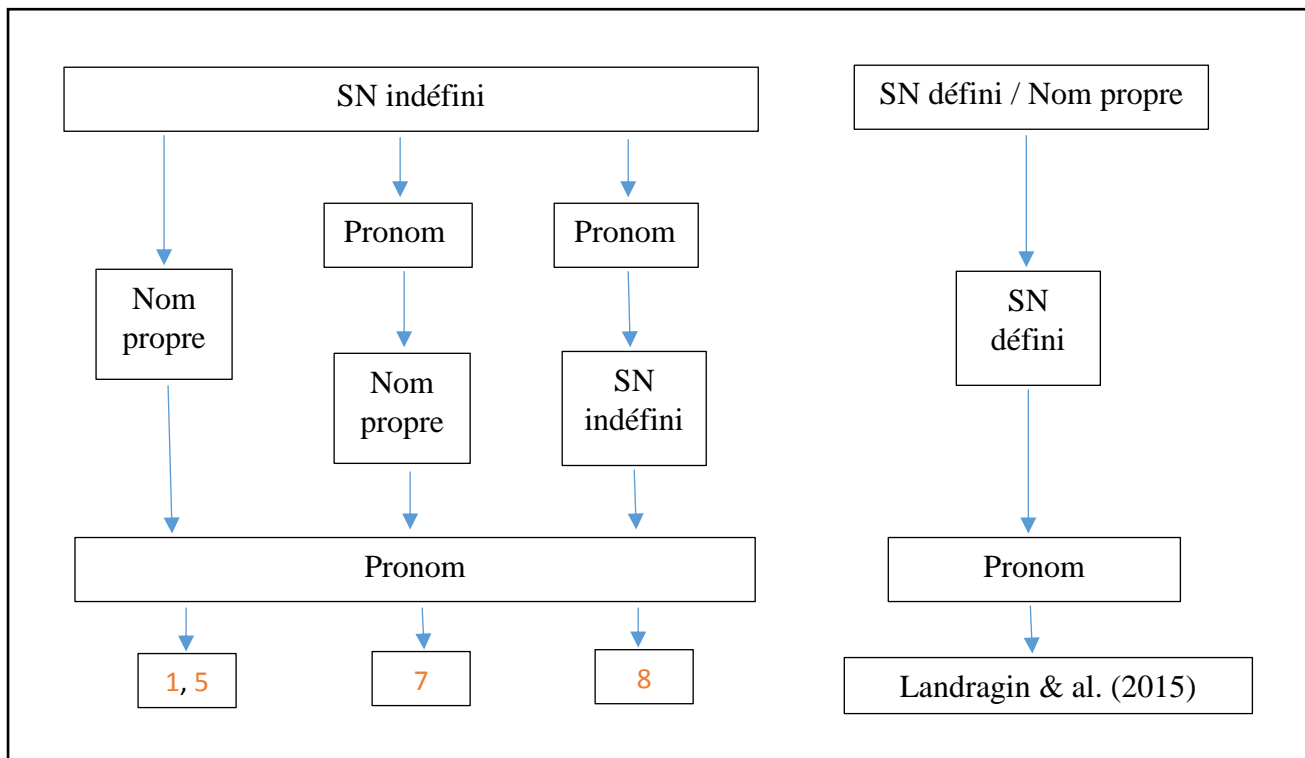 SN indéfini
SN défini / Nom propre
Pronom
Pronom
Nom
propre
SN
défini
Nom
propre
SN
indéfini
Pronom
Pronom
1, 5
7
8
Landragin & al. (2015)